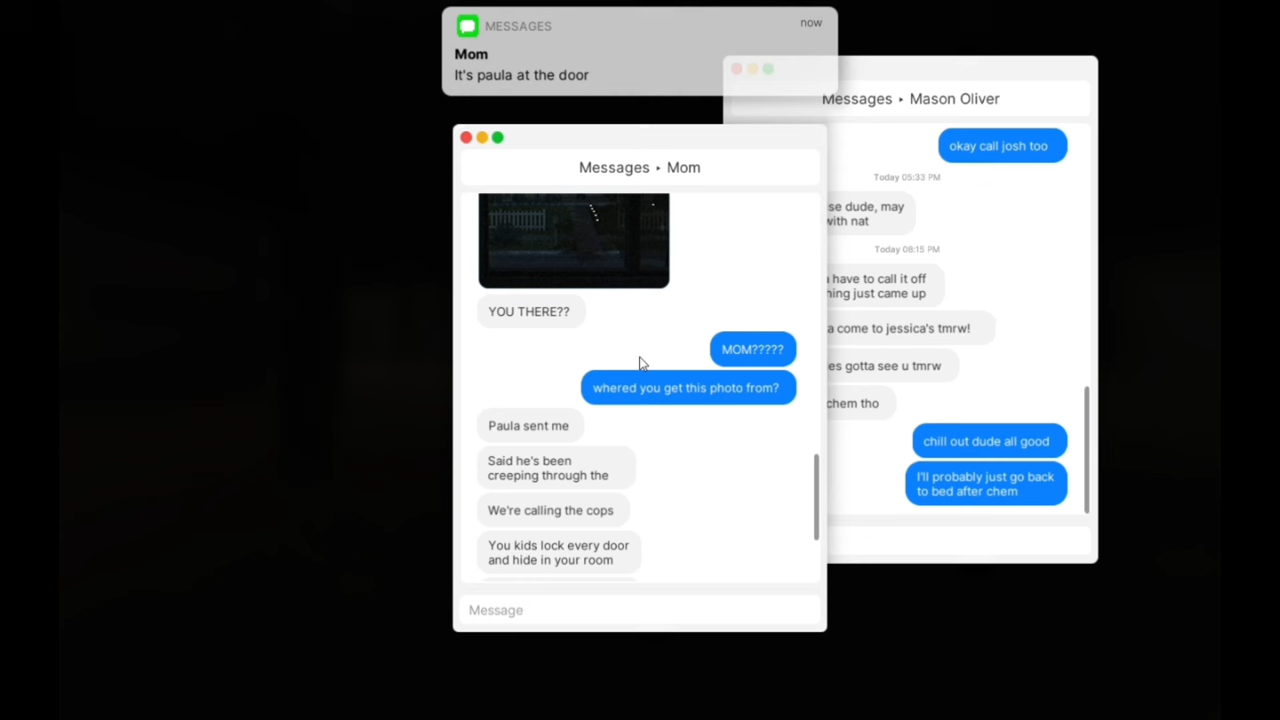 MESSAGES
now
Mom
It's paula at the door
Messages ‣ Mason Oliver
okay call josh too
Today 05:33 PM
se dude, may
with nat
Today 08:15 PM
have to call it off
hing just came up
a come to jessica's tmrw!
es gotta see u tmrw
chem tho
chill out dude all good
I'll probably just go back
to bed after chem
Messages ‣ Mom
YOU THERE??
MOM?????
whered you get this photo from?
Paula sent me
Said he's been
creeping through the
We're calling the cops
You kids lock every door
and hide in your room
Message